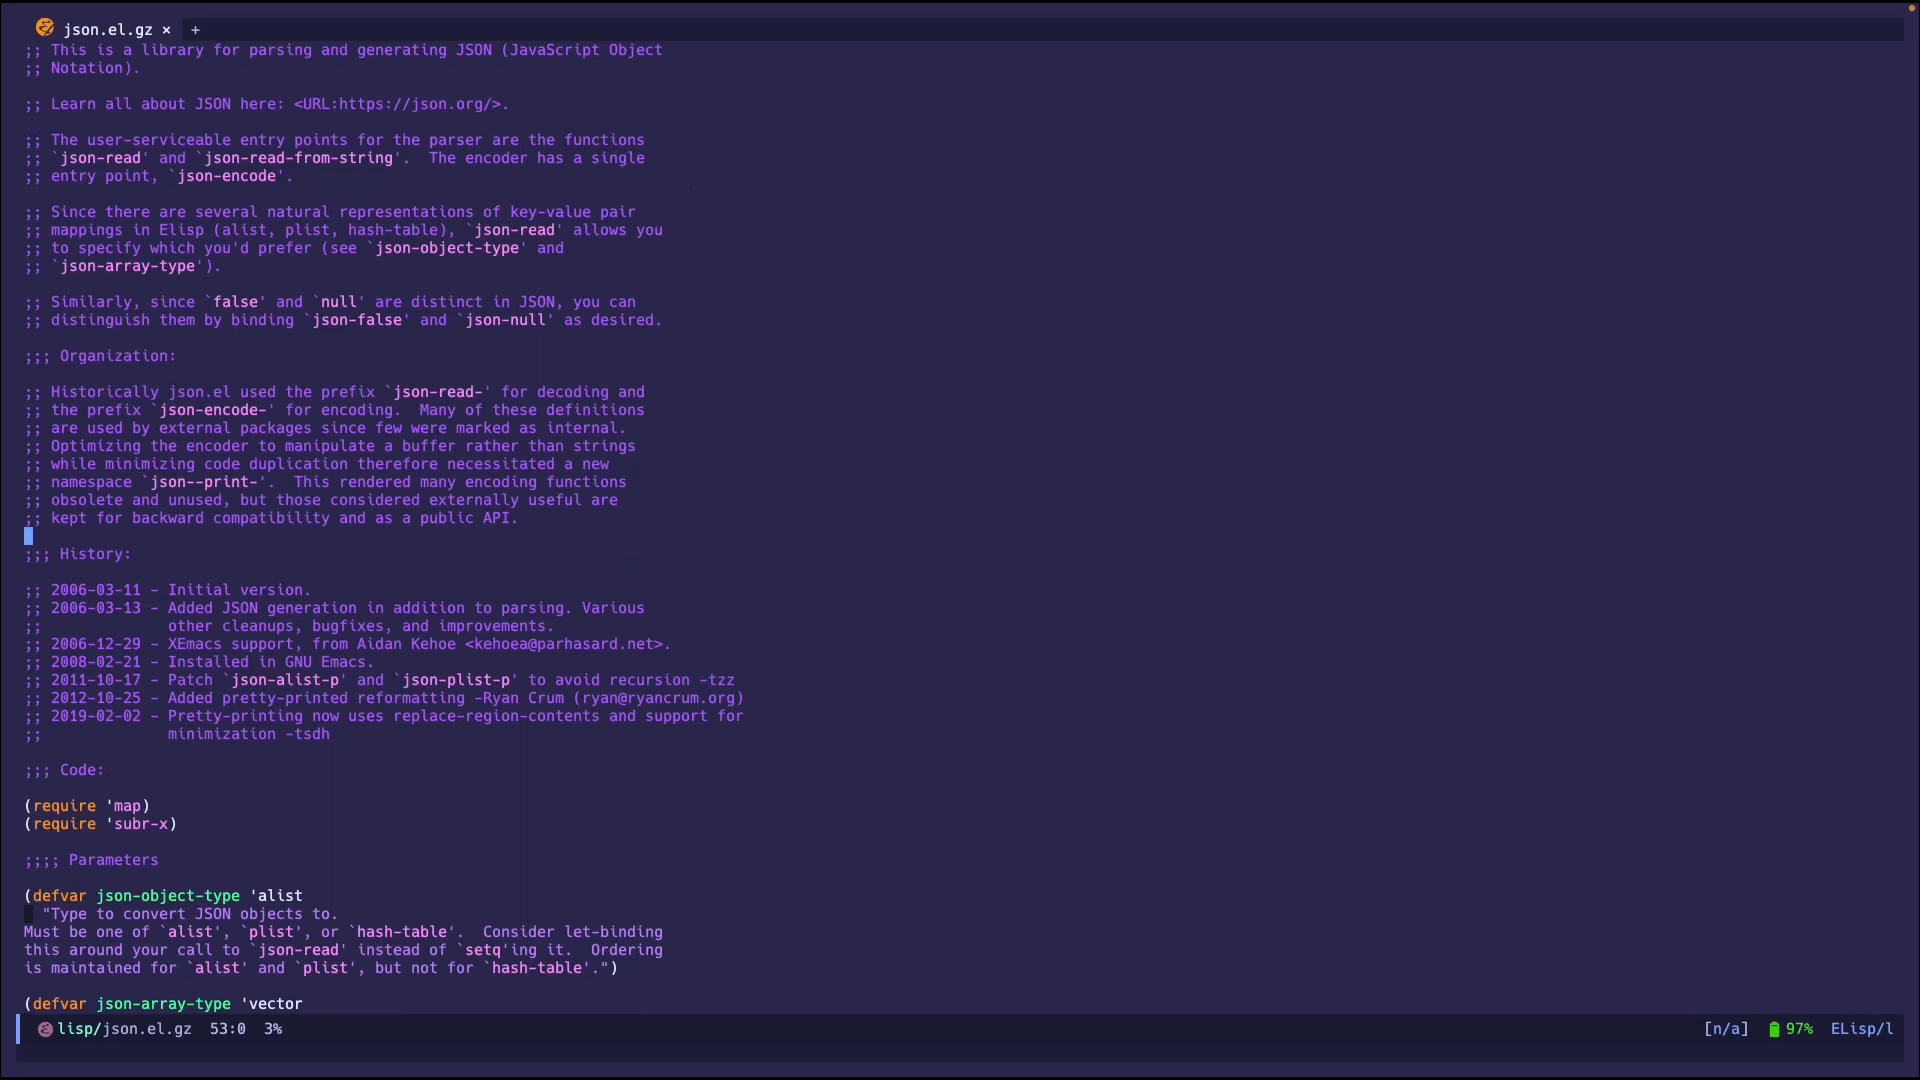 json.el.gz × +
;; This is a library for parsing and generating JSON (JavaScript Object
;; Notation).
;; Learn all about JSON here: <URL:https://json.org/>.
;; The user-serviceable entry points for the parser are the functions
;; `json-read' and `json-read-from-string'.  The encoder has a single
;; entry point, `json-encode'.
;; Since there are several natural representations of key-value pair
;; mappings in Elisp (alist, plist, hash-table), `json-read' allows you
;; to specify which you'd prefer (see `json-object-type' and
;; `json-array-type').
;; Similarly, since `false' and `null' are distinct in JSON, you can
;; distinguish them by binding `json-false' and `json-null' as desired.
;;; Organization:
;; Historically json.el used the prefix `json-read-' for decoding and
;; the prefix `json-encode-' for encoding.  Many of these definitions
;; are used by external packages since few were marked as internal.
;; Optimizing the encoder to manipulate a buffer rather than strings
;; while minimizing code duplication therefore necessitated a new
;; namespace `json--print-'.  This rendered many encoding functions
;; obsolete and unused, but those considered externally useful are
;; kept for backward compatibility and as a public API.
;;; History:
;; 2006-03-11 - Initial version.
;; 2006-03-13 - Added JSON generation in addition to parsing. Various
;;              other cleanups, bugfixes, and improvements.
;; 2006-12-29 - XEmacs support, from Aidan Kehoe <kehoea@parhasard.net>.
;; 2008-02-21 - Installed in GNU Emacs.
;; 2011-10-17 - Patch `json-alist-p' and `json-plist-p' to avoid recursion -tzz
;; 2012-10-25 - Added pretty-printed reformatting -Ryan Crum (ryan@ryancrum.org)
;; 2019-02-02 - Pretty-printing now uses replace-region-contents and support for
;;              minimization -tsdh
;;; Code:
(require 'map)
(require 'subr-x)
;;;; Parameters
(defvar json-object-type 'alist
  "Type to convert JSON objects to.
Must be one of `alist', `plist', or `hash-table'.  Consider let-binding
this around your call to `json-read' instead of `setq'ing it.  Ordering
is maintained for `alist' and `plist', but not for `hash-table'.")
(defvar json-array-type 'vector
lisp/json.el.gz  53:0  3%  [n/a]  97%  ELisp/l